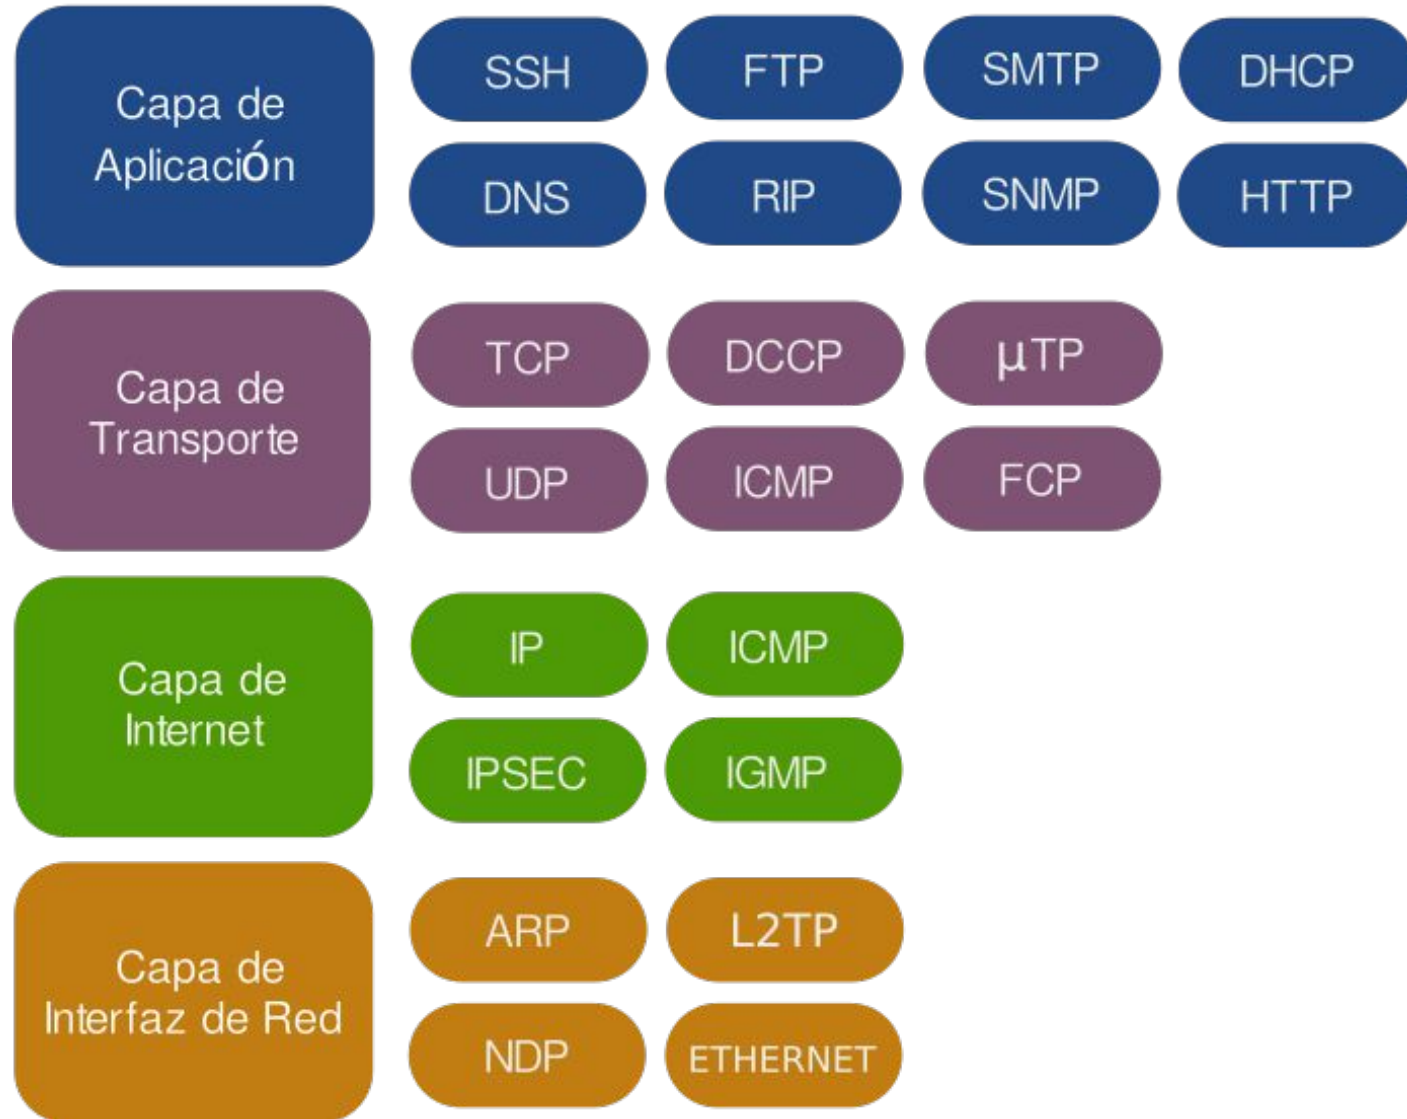 Capa de
Aplicación
SSH
FTP
SMTP
DHCP
DNS
RIP
SNMP
HTTP
Capa de
Transporte
TCP
DCCP
µTP
UDP
ICMP
FCP
Capa de
Internet
IP
ICMP
IPSEC
IGMP
Capa de
Interfaz de Red
ARP
L2TP
NDP
ETHERNET